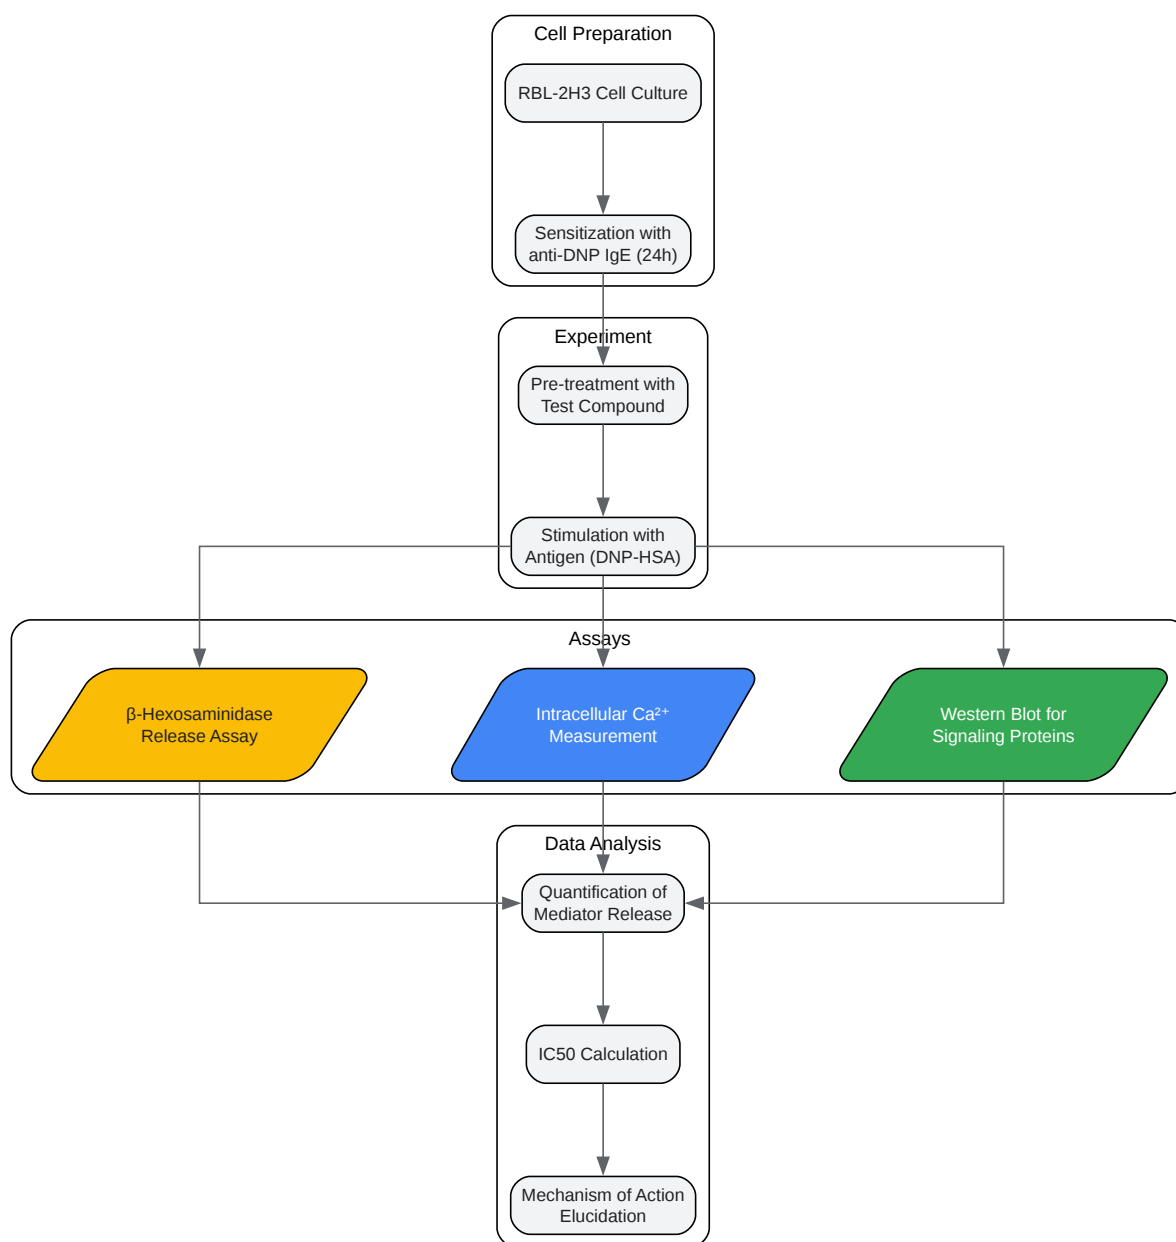 Cell Preparation
RBL-2H3 Cell Culture
Sensitization with
anti-DNP IgE (24h)
Experiment
Pre-treatment with
Test Compound
Stimulation with
Antigen (DNP-HSA)
Assays
β-Hexosaminidase
Release Assay
Intracellular Ca²⁺
Measurement
Western Blot for
Signaling Proteins
Data Analysis
Quantification of
Mediator Release
IC50 Calculation
Mechanism of Action
Elucidation